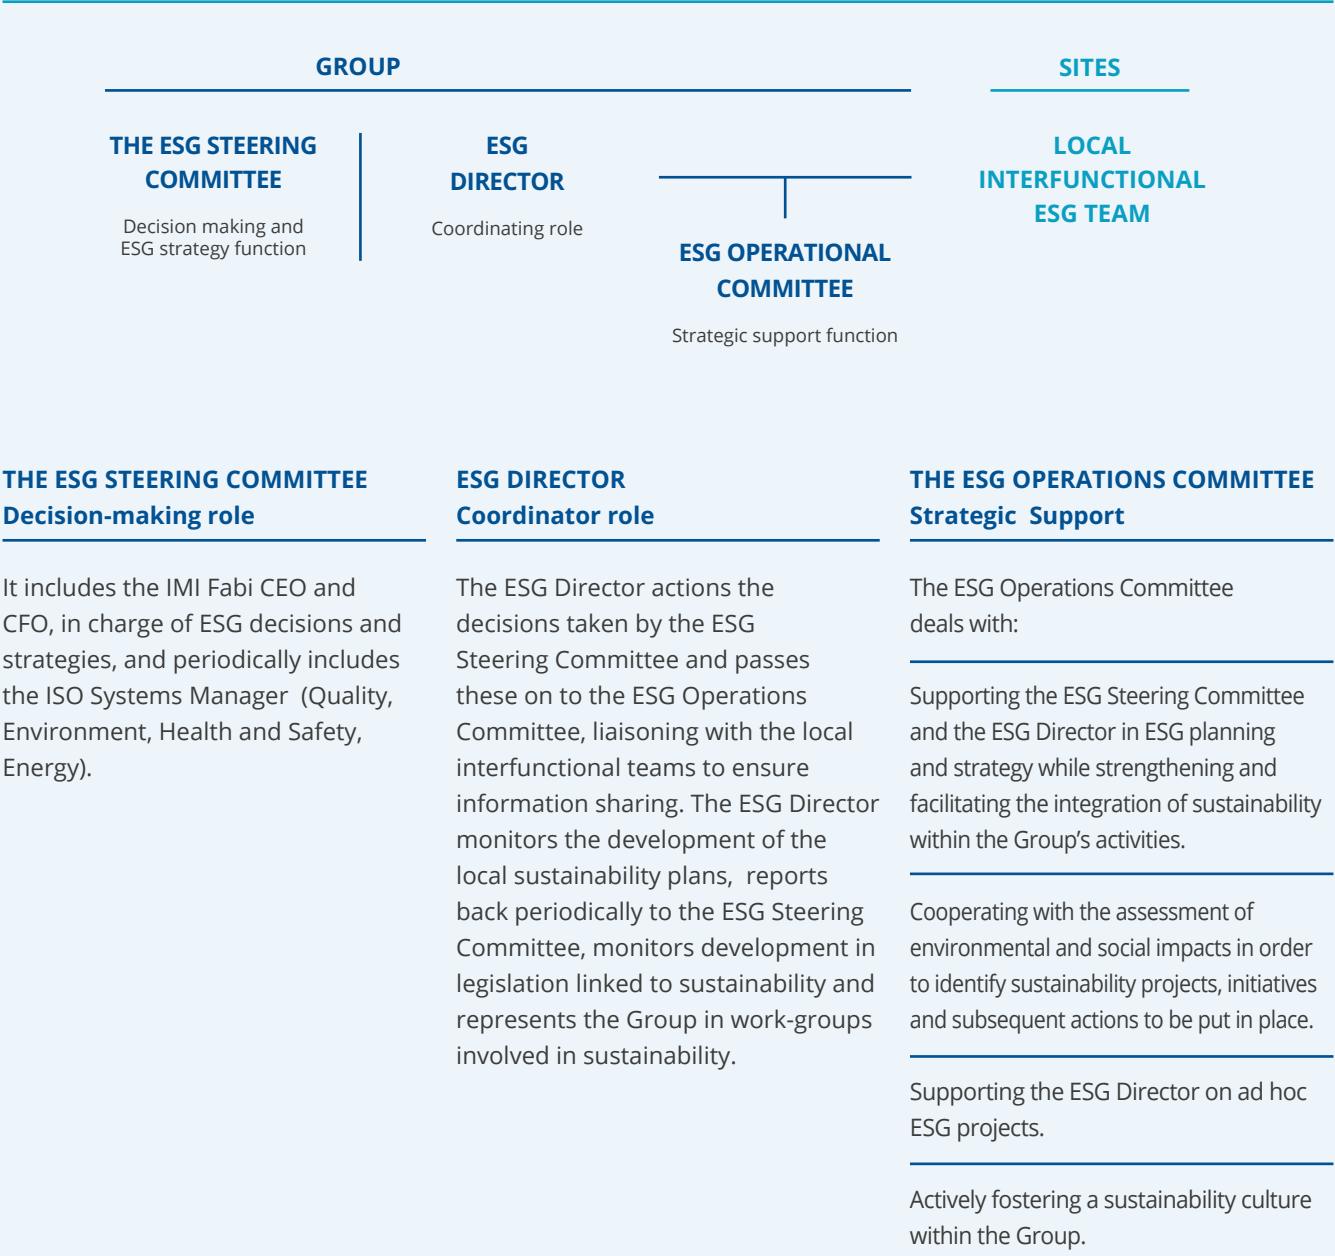 GROUP
SITES
THE ESG STEERING
COMMITTEE
Decision making and
ESG strategy function
ESG
DIRECTOR
Coordinating role
ESG OPERATIONAL
COMMITTEE
Strategic support function
LOCAL
INTERFUNCTIONAL
ESG TEAM
THE ESG STEERING COMMITTEE
Decision-making role
It includes the IMI Fabi CEO and
CFO, in charge of ESG decisions and
strategies, and periodically includes
the ISO Systems Manager  (Quality,
Environment, Health and Safety,
Energy).
ESG DIRECTOR
Coordinator role
The ESG Director actions the
decisions taken by the ESG
Steering Committee and passes
these on to the ESG Operations
Committee, liaisoning with the local
interfunctional teams to ensure
information sharing. The ESG Director
monitors the development of the
local sustainability plans,  reports
back periodically to the ESG Steering
Committee, monitors development in
legislation linked to sustainability and
represents the Group in work-groups
involved in sustainability.
THE ESG OPERATIONS COMMITTEE
Strategic  Support
The ESG Operations Committee
deals with:
Supporting the ESG Steering Committee
and the ESG Director in ESG planning
and strategy while strengthening and
facilitating the integration of sustainability
within the Group’s activities.
Cooperating with the assessment of
environmental and social impacts in order
to identify sustainability projects, initiatives
and subsequent actions to be put in place.
Supporting the ESG Director on ad hoc
ESG projects.
Actively fostering a sustainability culture
within the Group.